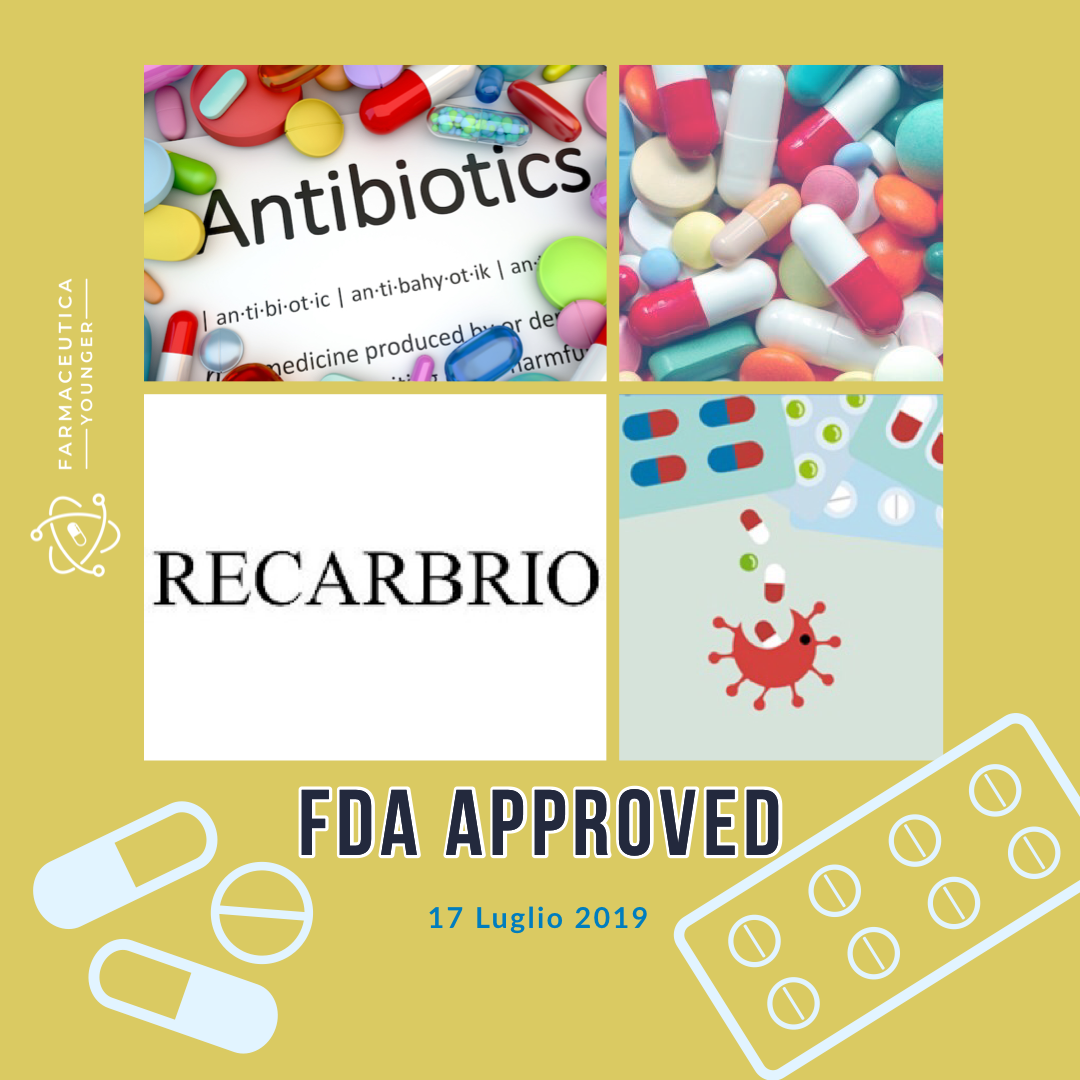 Antibiotics
| an·ti·bi·ot·ic | an·ti·bahy·ot·ik | an·
medicine produced by or
harmfu
FARMACEUTICA
YOUNGER
RECARBRIO
FDA APPROVED
17 Luglio 2019